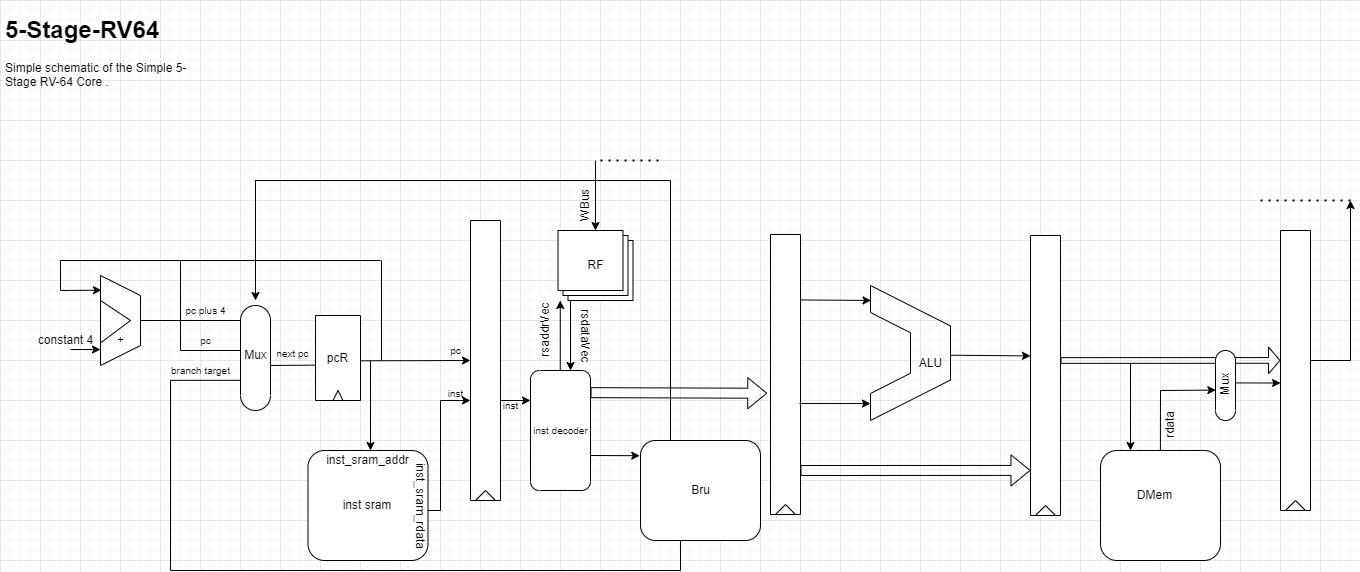 5-Stage-RV64
Simple schematic of the Simple 5-
Stage RV-64 Core .
WBus
RF
rsaddrVec
rsdataVec
pc plus 4
constant 4
+
pc
branch target
Mux
next pc
pcR
pc
inst
inst
inst decoder
inst_sram_addr
inst sram
inst_sram_rdata
Bru
ALU
Mux
rdata
DMem